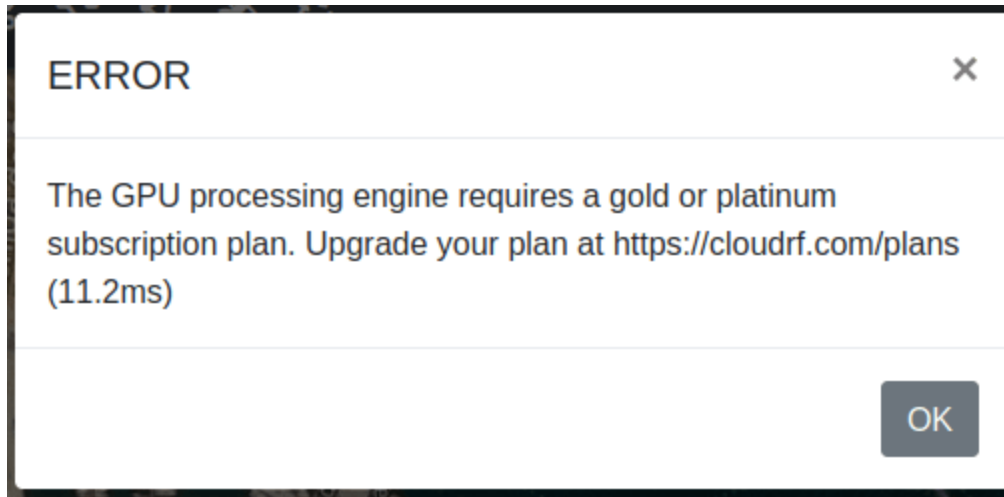 ERROR
×
The GPU processing engine requires a gold or platinum
subscription plan. Upgrade your plan at https://cloudrf.com/plans
(11.2ms)
OK